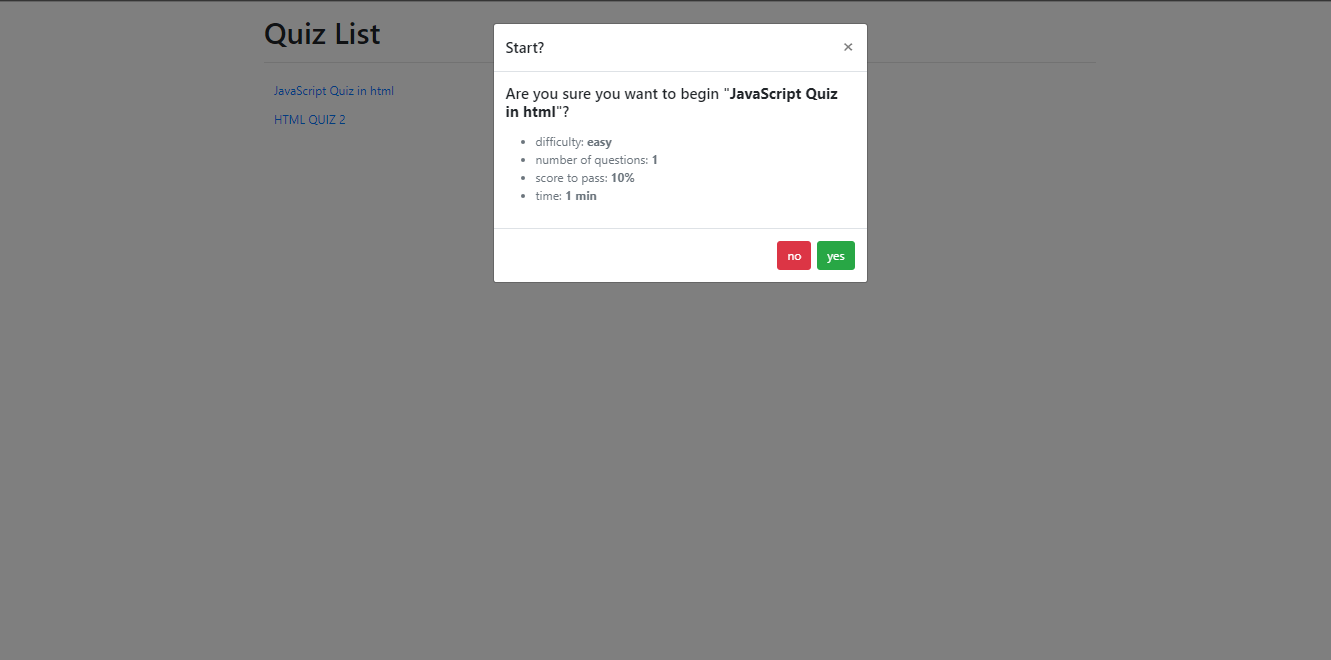 Quiz List
JavaScript Quiz in html
HTML QUIZ 2
Start?
×
Are you sure you want to begin "JavaScript Quiz
in html"?
• difficulty: easy
• number of questions: 1
• score to pass: 10%
• time: 1 min
no
yes